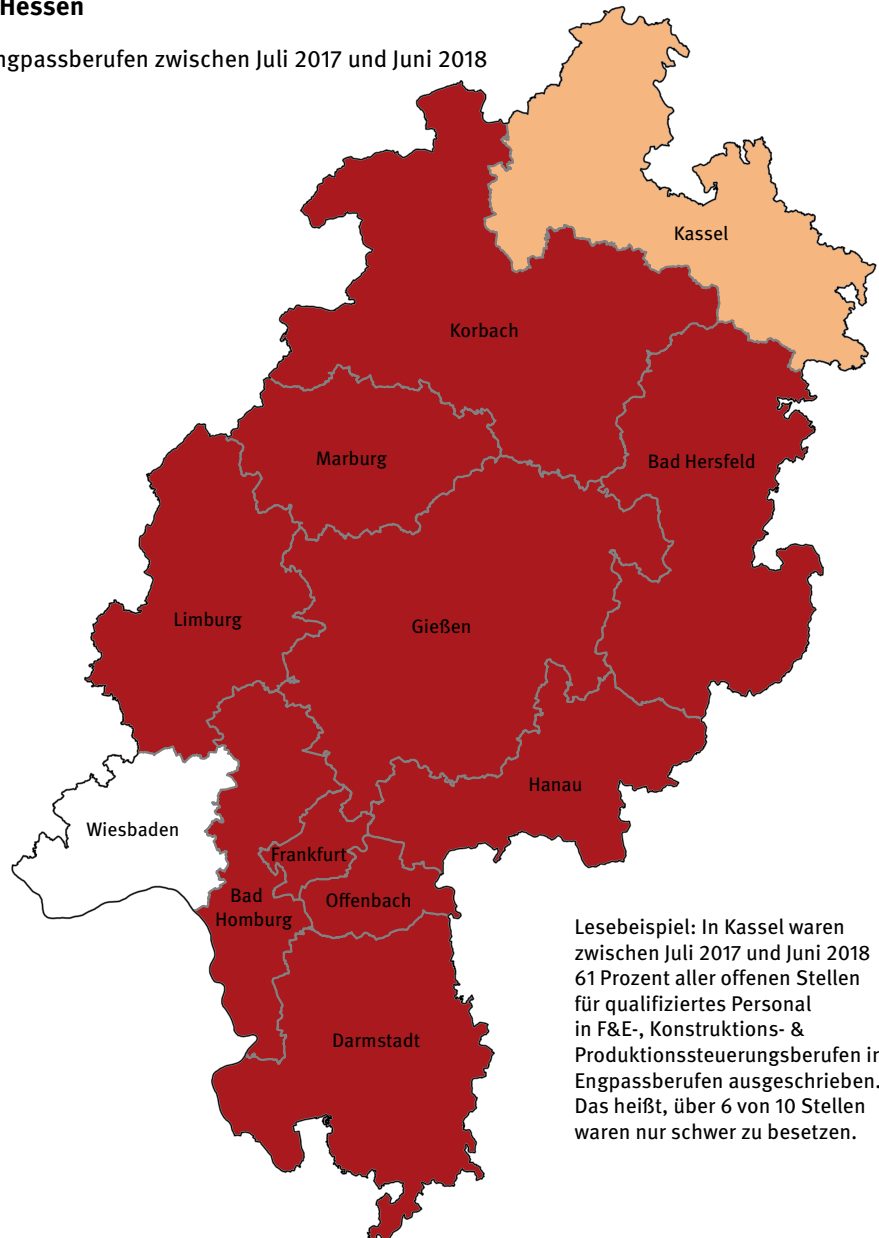 Hessen
ngpassberufen zwischen Juli 2017 und Juni 2018
Kassel
Korbach
Marburg
Bad Hersfeld
Limburg
Gießen
Hanau
Wiesbaden
Frankfurt
Bad
Homburg
Offenbach
Darmstadt
Lesebeispiel: In Kassel waren
zwischen Juli 2017 und Juni 2018
61 Prozent aller offenen Stellen
für qualifiziertes Personal
in F&E-, Konstruktions- &
Produktionssteuerungsberufen in
Engpassberufen ausgeschrieben.
Das heißt, über 6 von 10 Stellen
waren nur schwer zu besetzen.